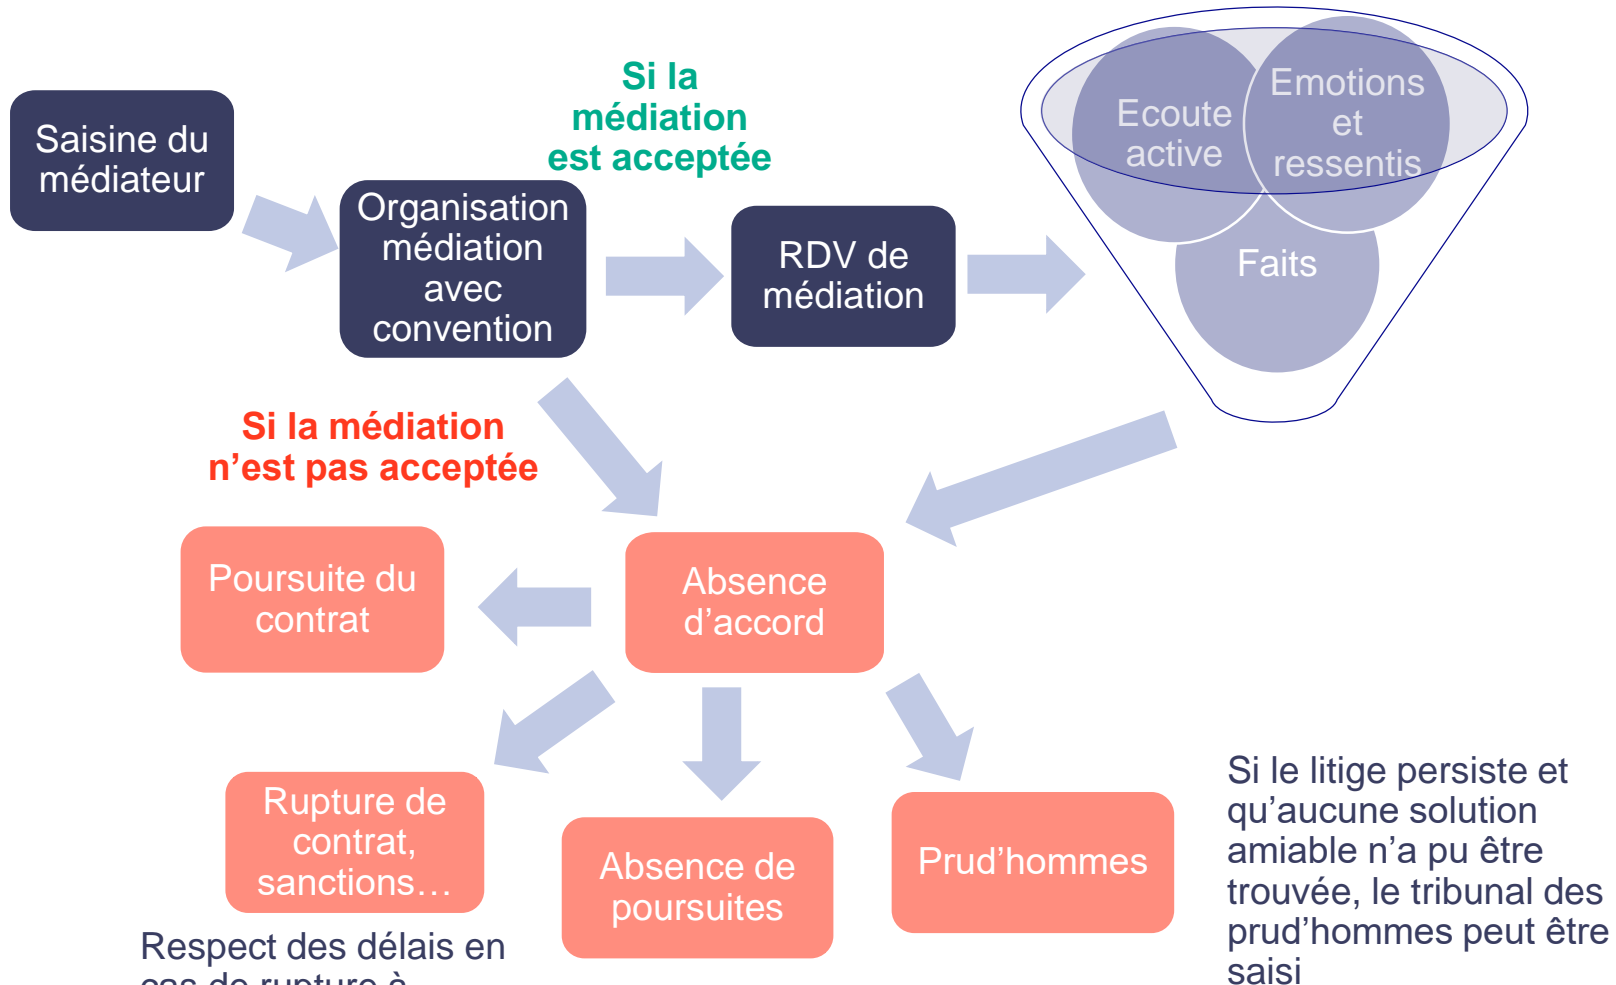 Saisine du
médiateur
Si la
médiation
est acceptée
Organisation
médiation
avec
convention
RDV de
médiation
Ecoute
active
Emotions
et
ressentis
Faits
Si la médiation
n’est pas acceptée
Absence
d’accord
Poursuite du
contrat
Rupture de
contrat,
sanctions…
Respect des délais en
cas de rupture à
Absence de
poursuites
Prud’hommes
Si le litige persiste et
qu’aucune solution
amiable n’a pu être
trouvée, le tribunal des
prud’hommes peut être
saisi